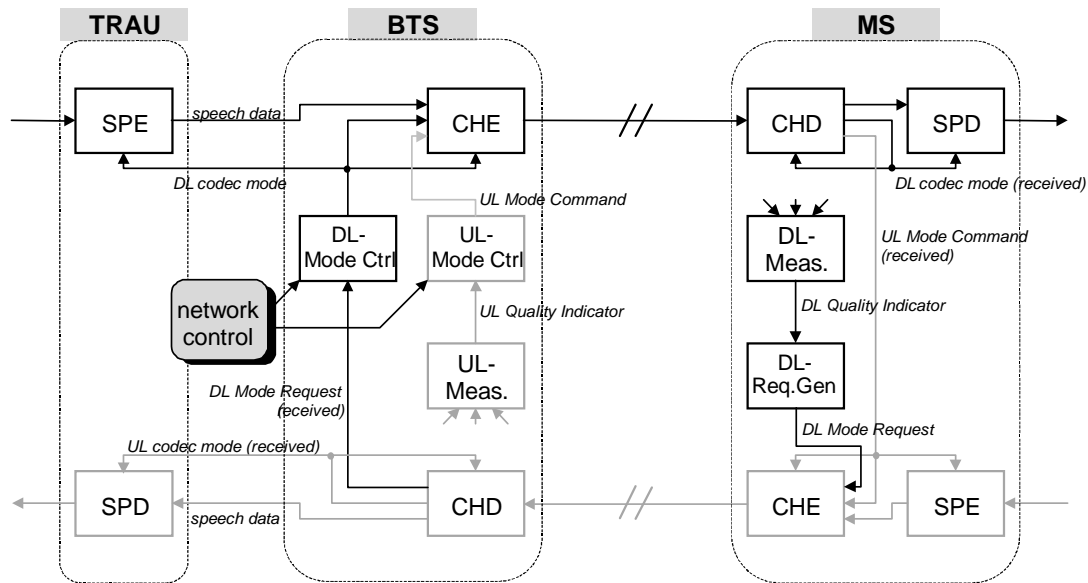 TRAU
BTS
MS
SPE
speech data
CHE
CHD
SPD
DL codec mode
DL codec mode (received)
UL Mode Command
DL-
Mode Ctrl
UL-
Mode Ctrl
DL-
Meas.
UL Mode Command
(received)
network
control
UL Quality Indicator
DL Quality Indicator
UL-
Meas.
DL-
Req.Gen
DL Mode Request
(received)
DL Mode Request
UL codec mode (received)
SPD
speech data
CHD
CHE
SPE